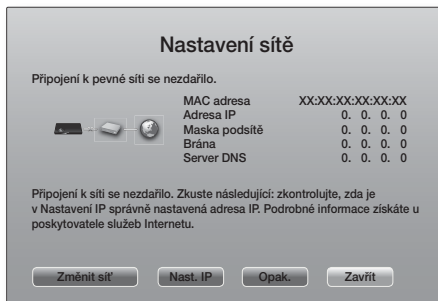 Nastavení sítě
Připojení k pevné síti se nezdařilo.
MAC adresa XX:XX:XX:XX:XX:XX
Adresa IP 0. 0. 0. 0
Maska podsítě 0. 0. 0. 0
Brána 0. 0. 0. 0
Server DNS 0. 0. 0. 0
Připojení k síti se nezdařilo. Zkuste následující: zkontrolujte, zda je
v Nastavení IP správně nastavená adresa IP. Podrobné informace získáte u
poskytovatele služeb Internetu.
Změnit síť Nast. IP Opak. Zavřít